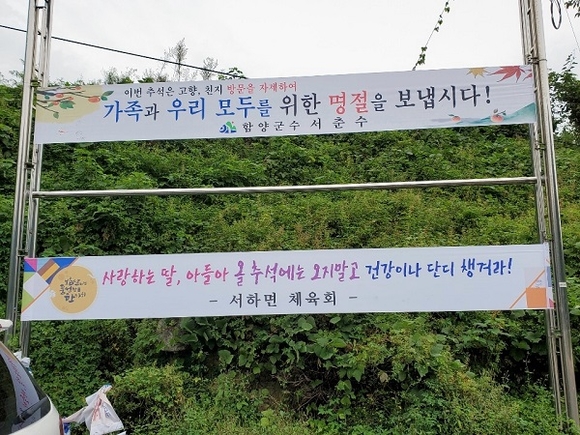 이번 추석은 고향, 친지 방문을 자제하여
가족과 우리 모두를 위한 명절을 보냅시다!
함양군수 서춘수
사랑하는 딸, 아들아 올 추석에는 오지말고 건강이나 단디 챙겨라!
- 서하면 체육회 -